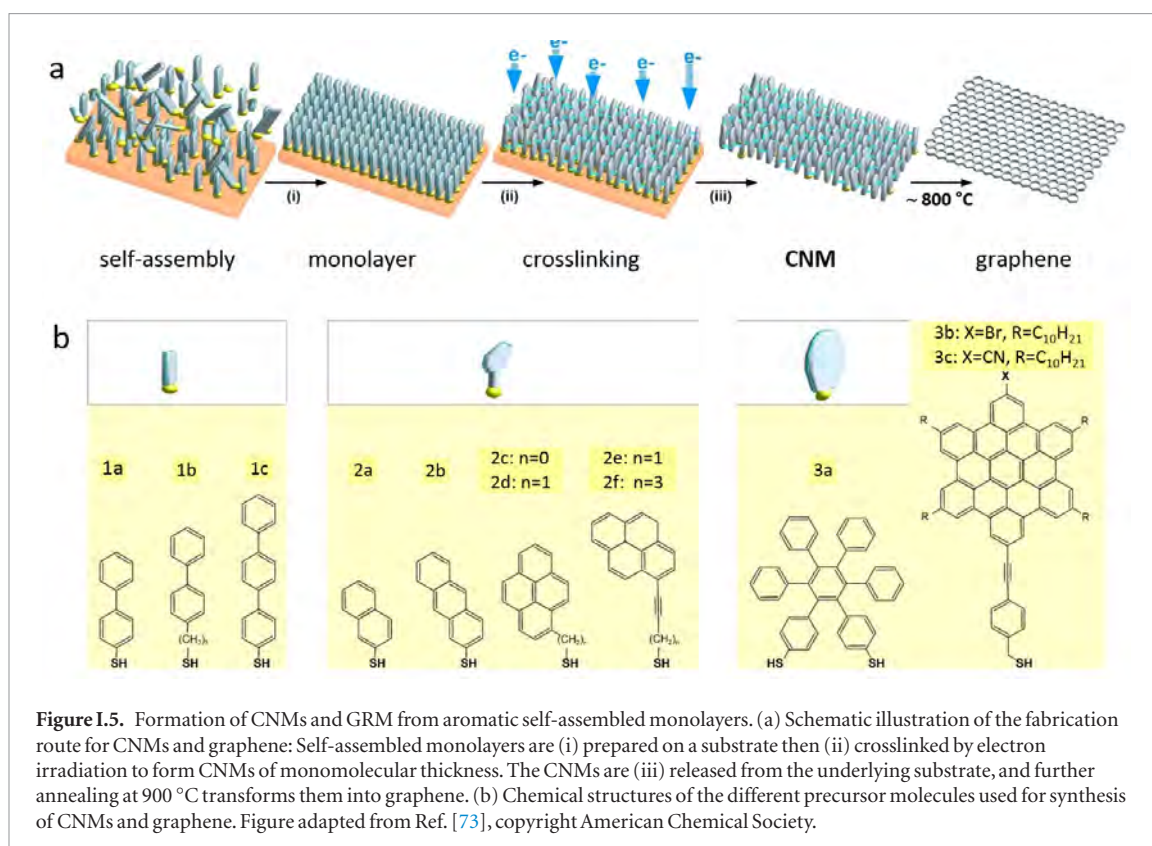 a
e- e- e- e- e-
(i) (ii) (iii) ~ 800 °C
self-assembly monolayer crosslinking CNM graphene
b
3b: X=Br, R=C₁₀H₂₁
3c: X=CN, R=C₁₀H₂₁
X
R R
R R
1a 1b 1c
2a 2b
2c: n=0
2d: n=1
2e: n=1
2f: n=3
3a
(CH₂)ₙ
SH SH SH
SH SH
(CH₂)ₙ
SH
(CH₂)ₙ
SH
HS SH
SH
Figure I.5. Formation of CNMs and GRM from aromatic self-assembled monolayers. (a) Schematic illustration of the fabrication
route for CNMs and graphene: Self-assembled monolayers are (i) prepared on a substrate then (ii) crosslinked by electron
irradiation to form CNMs of monomolecular thickness. The CNMs are (iii) released from the underlying substrate, and further
annealing at 900 °C transforms them into graphene. (b) Chemical structures of the different precursor molecules used for synthesis
of CNMs and graphene. Figure adapted from Ref. [73], copyright American Chemical Society.